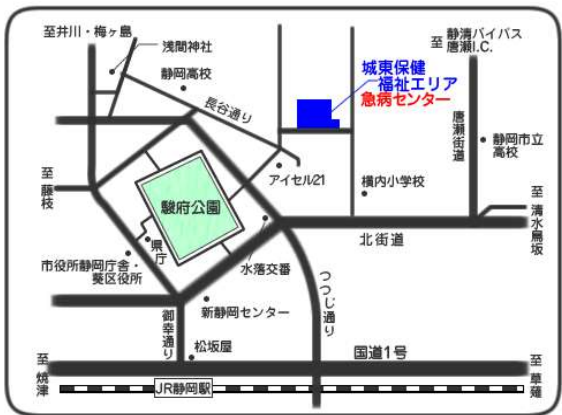 至井川・梅ヶ島
浅間神社
静岡高校
長谷通り
城東保健
福祉エリア
急病センター
至
静清バイパス
唐瀬I.C.
唐瀬街道
静岡市立
高校
至藤枝
アイセル21
横内小学校
駿府公園
県庁
市役所静岡庁舎・
葵区役所
水落交番
北街道
至清水鳥坂
つつじ通り
御幸通り
新静岡センター
松坂屋
国道1号
至焼津
JR静岡駅
至草薙